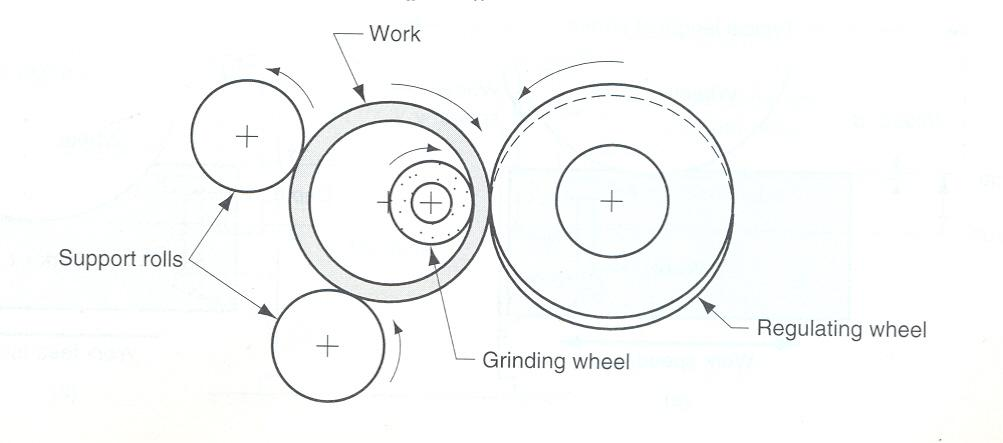 Work
Support rolls
Grinding wheel
Regulating wheel